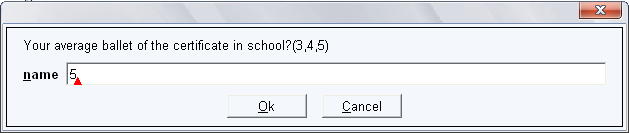 Your average ballet of the certificate in school?(3,4,5)
name 5
Ok Cancel